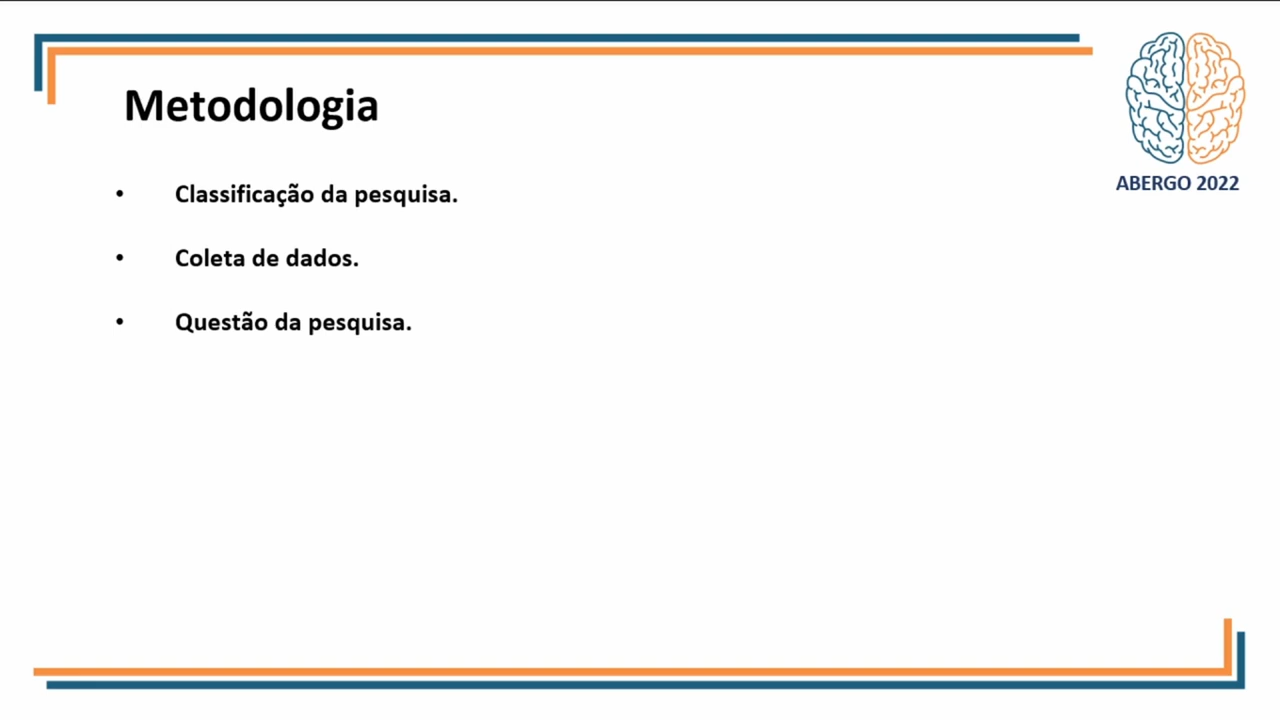 Metodologia
ABERGO 2022
• Classificação da pesquisa.
• Coleta de dados.
• Questão da pesquisa.